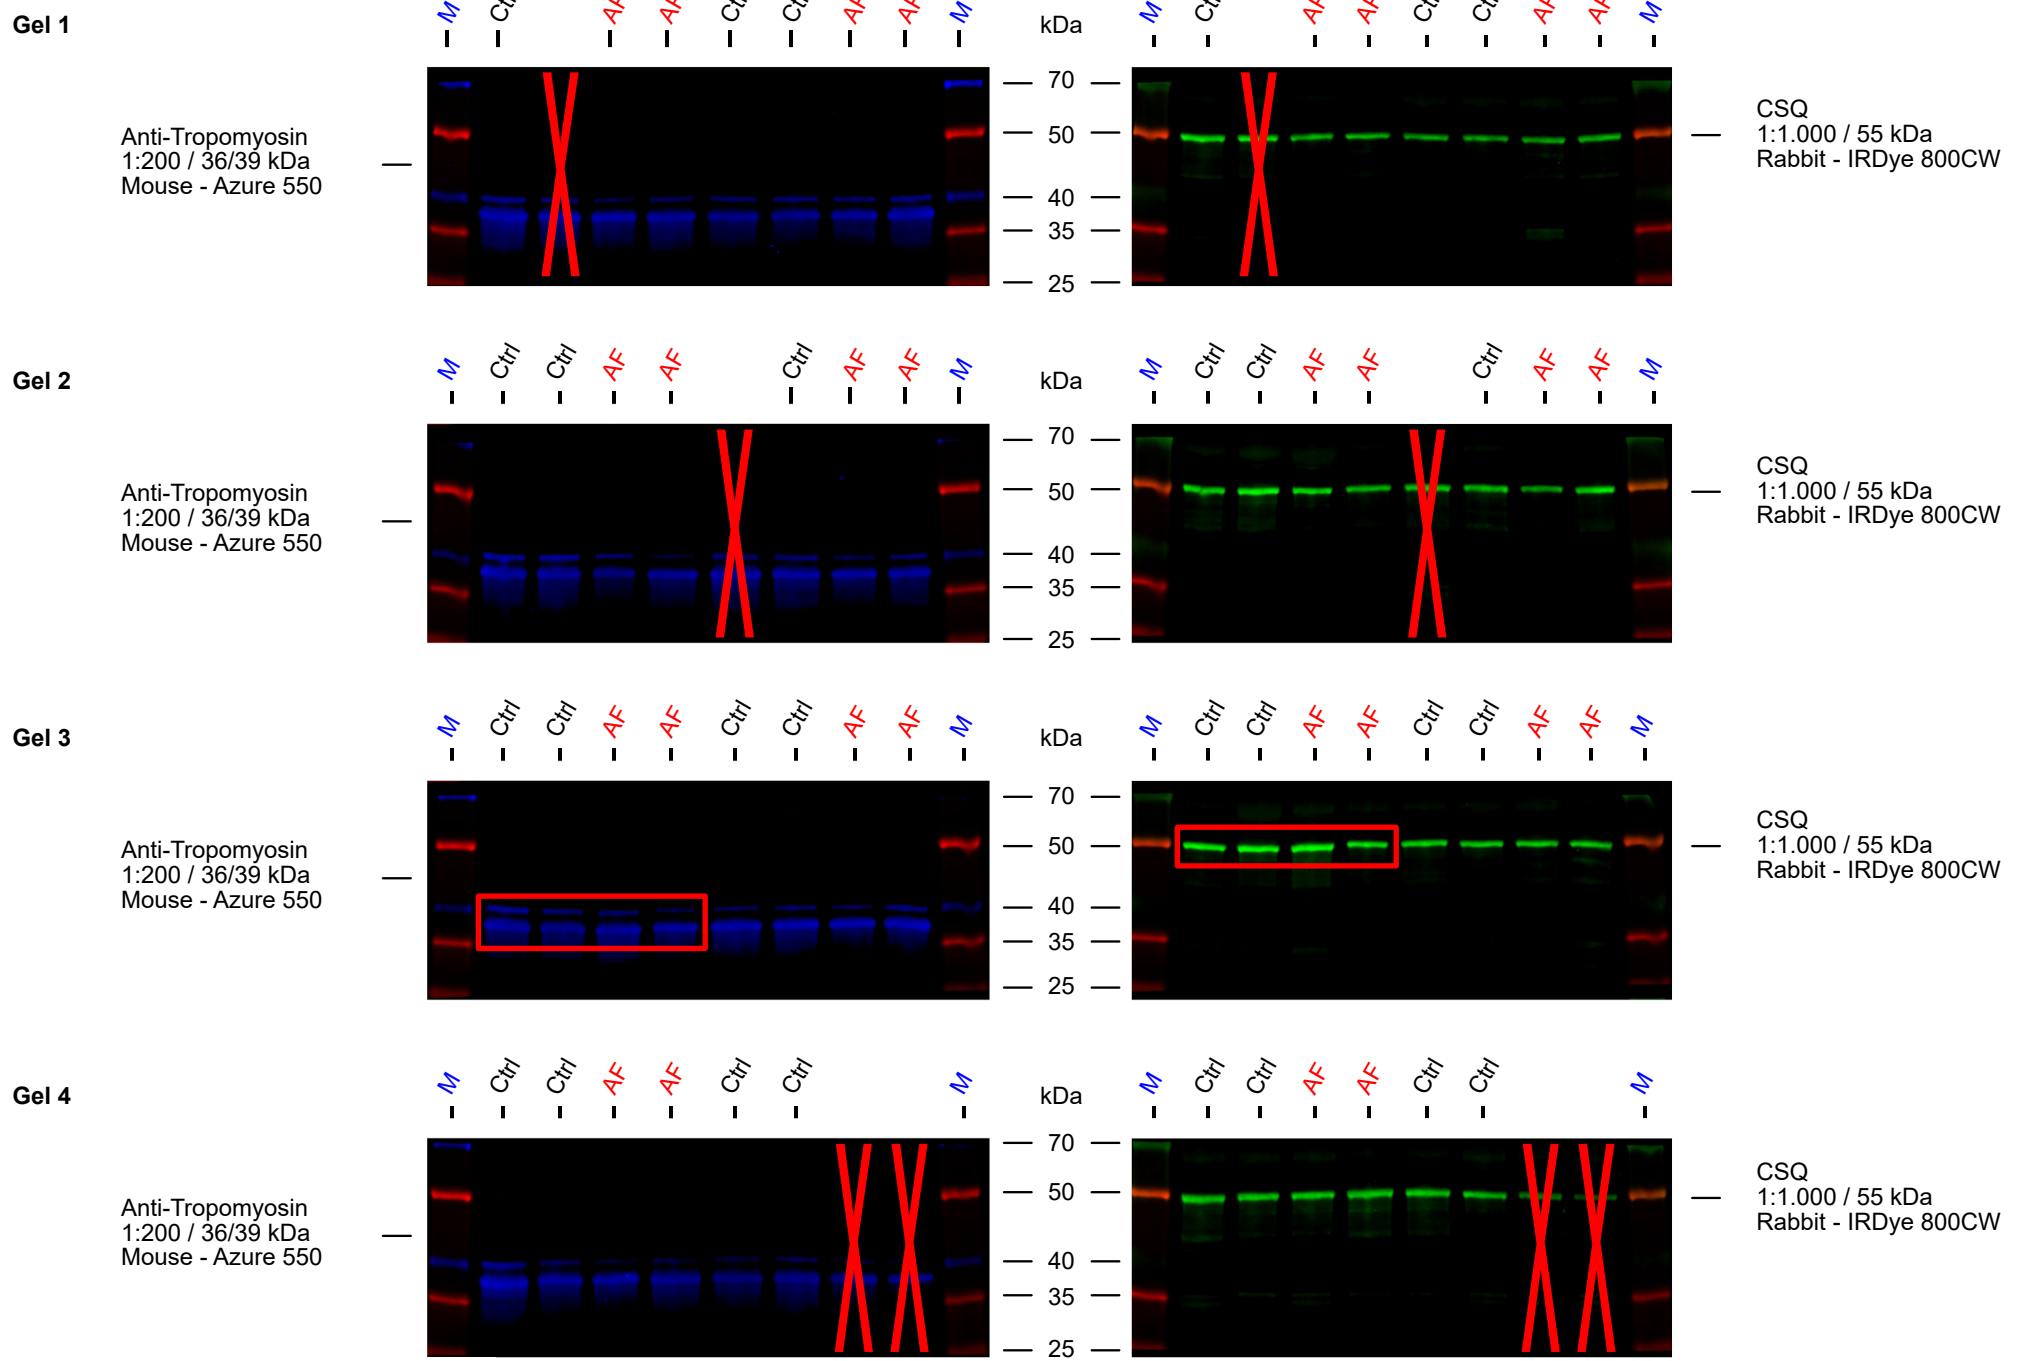 Gel 1
M Ctrl AF AF Ctrl Ctrl AF AF M kDa M Ctrl AF AF Ctrl Ctrl AF AF M
70
50
40
35
25
Anti-Tropomyosin
1:200 / 36/39 kDa
Mouse - Azure 550
CSQ
1:1.000 / 55 kDa
Rabbit - IRDye 800CW
Gel 2
M Ctrl Ctrl AF AF Ctrl AF AF M kDa M Ctrl Ctrl AF AF Ctrl AF AF M
70
50
40
35
25
Anti-Tropomyosin
1:200 / 36/39 kDa
Mouse - Azure 550
CSQ
1:1.000 / 55 kDa
Rabbit - IRDye 800CW
Gel 3
M Ctrl Ctrl AF AF Ctrl Ctrl AF AF M kDa M Ctrl Ctrl AF AF Ctrl Ctrl AF AF M
70
50
40
35
25
Anti-Tropomyosin
1:200 / 36/39 kDa
Mouse - Azure 550
CSQ
1:1.000 / 55 kDa
Rabbit - IRDye 800CW
Gel 4
M Ctrl Ctrl AF AF Ctrl Ctrl M kDa M Ctrl Ctrl AF AF Ctrl Ctrl M
70
50
40
35
25
Anti-Tropomyosin
1:200 / 36/39 kDa
Mouse - Azure 550
CSQ
1:1.000 / 55 kDa
Rabbit - IRDye 800CW